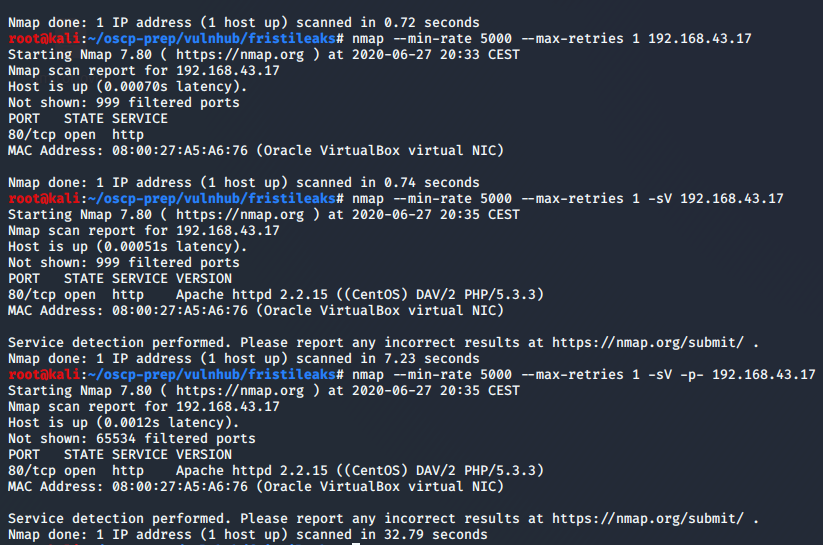 Nmap done: 1 IP address (1 host up) scanned in 0.72 seconds
root@kali:~/oscp-prep/vulnhub/fristileaks# nmap --min-rate 5000 --max-retries 1 192.168.43.17
Starting Nmap 7.80 ( https://nmap.org ) at 2020-06-27 20:33 CEST
Nmap scan report for 192.168.43.17
Host is up (0.00070s latency).
Not shown: 999 filtered ports
PORT   STATE SERVICE
80/tcp open  http
MAC Address: 08:00:27:A5:A6:76 (Oracle VirtualBox virtual NIC)

Nmap done: 1 IP address (1 host up) scanned in 0.74 seconds
root@kali:~/oscp-prep/vulnhub/fristileaks# nmap --min-rate 5000 --max-retries 1 -sV 192.168.43.17
Starting Nmap 7.80 ( https://nmap.org ) at 2020-06-27 20:35 CEST
Nmap scan report for 192.168.43.17
Host is up (0.00051s latency).
Not shown: 999 filtered ports
PORT   STATE SERVICE VERSION
80/tcp open  http    Apache httpd 2.2.15 ((CentOS) DAV/2 PHP/5.3.3)
MAC Address: 08:00:27:A5:A6:76 (Oracle VirtualBox virtual NIC)

Service detection performed. Please report any incorrect results at https://nmap.org/submit/ .
Nmap done: 1 IP address (1 host up) scanned in 7.23 seconds
root@kali:~/oscp-prep/vulnhub/fristileaks# nmap --min-rate 5000 --max-retries 1 -sV -p- 192.168.43.17
Starting Nmap 7.80 ( https://nmap.org ) at 2020-06-27 20:35 CEST
Nmap scan report for 192.168.43.17
Host is up (0.0012s latency).
Not shown: 65534 filtered ports
PORT   STATE SERVICE VERSION
80/tcp open  http    Apache httpd 2.2.15 ((CentOS) DAV/2 PHP/5.3.3)
MAC Address: 08:00:27:A5:A6:76 (Oracle VirtualBox virtual NIC)

Service detection performed. Please report any incorrect results at https://nmap.org/submit/ .
Nmap done: 1 IP address (1 host up) scanned in 32.79 seconds